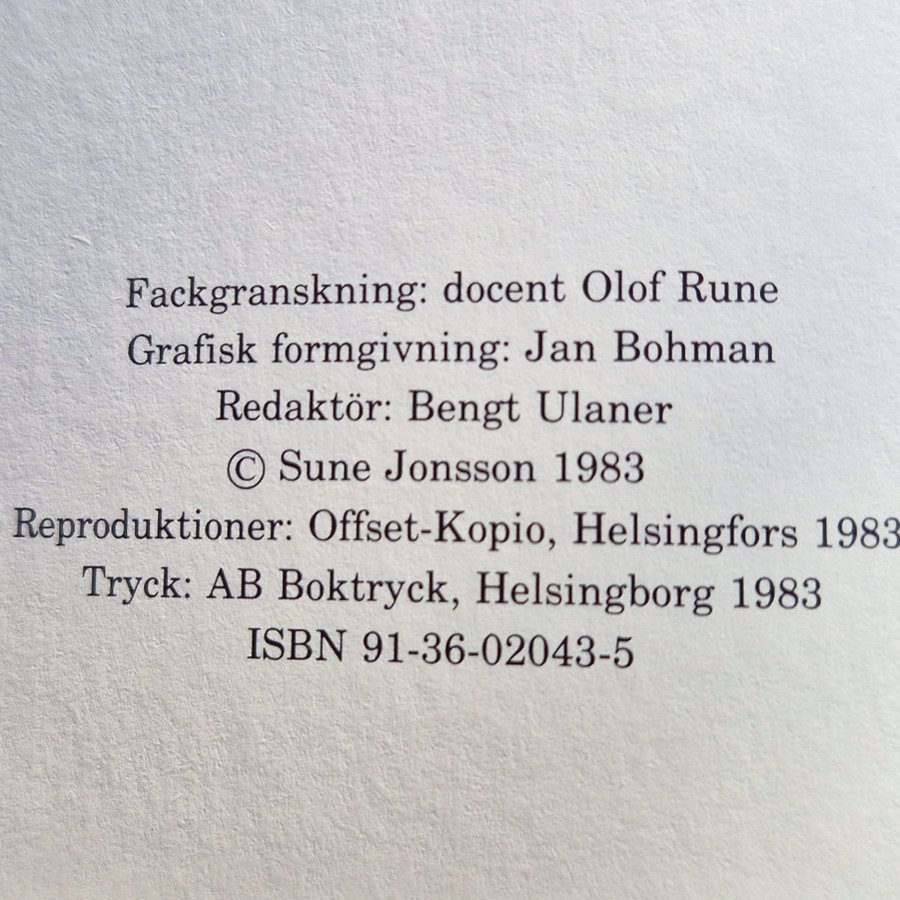 Fackgranskning: docent Olof Rune
Grafisk formgivning: Jan Bohman
Redaktör: Bengt Ulaner
© Sune Jonsson 1983
Reproduktioner: Offset-Kopio, Helsingfors 1983
Tryck: AB Boktryck, Helsingborg 1983
ISBN 91-36-02043-5